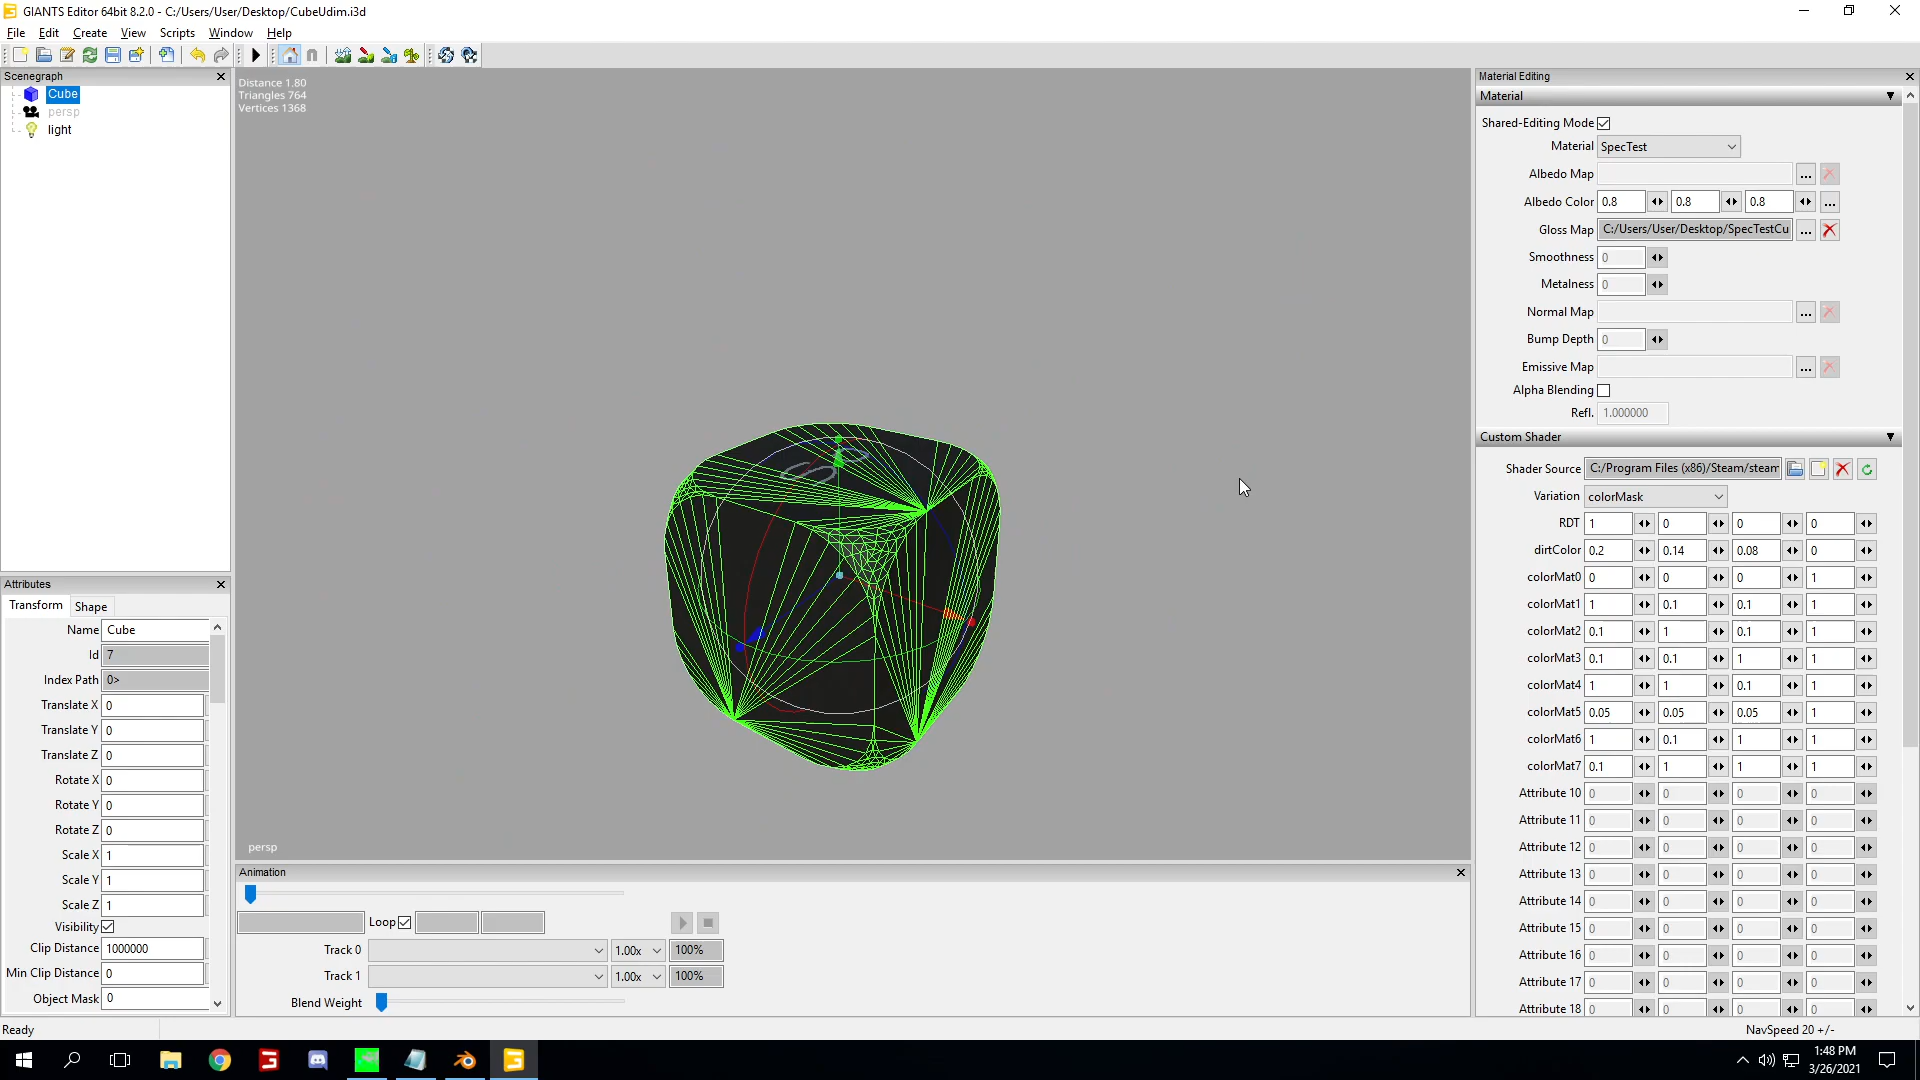 GIANTS Editor 64bit 8.2.0 - C:/Users/User/Desktop/CubeUdim.i3d
File Edit Create View Scripts Window Help
Scenegraph
Cube
persp
light
Distance 1.80
Triangles 764
Vertices 1368
persp
Attributes
Transform Shape
Name Cube
Id 7
Index Path 0>
Translate X 0
Translate Y 0
Translate Z 0
Rotate X 0
Rotate Y 0
Rotate Z 0
Scale X 1
Scale Y 1
Scale Z 1
Visibility
Clip Distance 1000000
Min Clip Distance 0
Object Mask 0
Animation
Loop
Track 0 1.00x 100%
Track 1 1.00x 100%
Blend Weight
Material Editing
Material
Shared-Editing Mode
Material SpecTest
Albedo Map ...
Albedo Color 0.8 0.8 0.8 ...
Gloss Map C:/Users/User/Desktop/SpecTestCu ...
Smoothness 0
Metalness 0
Normal Map ...
Bump Depth 0
Emissive Map ...
Alpha Blending
Refl. 1.000000
Custom Shader
Shader Source C:/Program Files (x86)/Steam/steam
Variation colorMask
RDT 1 0 0 0
dirtColor 0.2 0.14 0.08 0
colorMat0 0 0 0 1
colorMat1 1 0.1 0.1 1
colorMat2 0.1 1 0.1 1
colorMat3 0.1 0.1 1 1
colorMat4 1 1 0.1 1
colorMat5 0.05 0.05 0.05 1
colorMat6 1 0.1 1 1
colorMat7 0.1 1 1 1
Attribute 10 0 0 0 0
Attribute 11 0 0 0 0
Attribute 12 0 0 0 0
Attribute 13 0 0 0 0
Attribute 14 0 0 0 0
Attribute 15 0 0 0 0
Attribute 16 0 0 0 0
Attribute 17 0 0 0 0
Attribute 18 0 0 0 0
Ready
NavSpeed 20 +/-
1:48 PM
3/26/2021